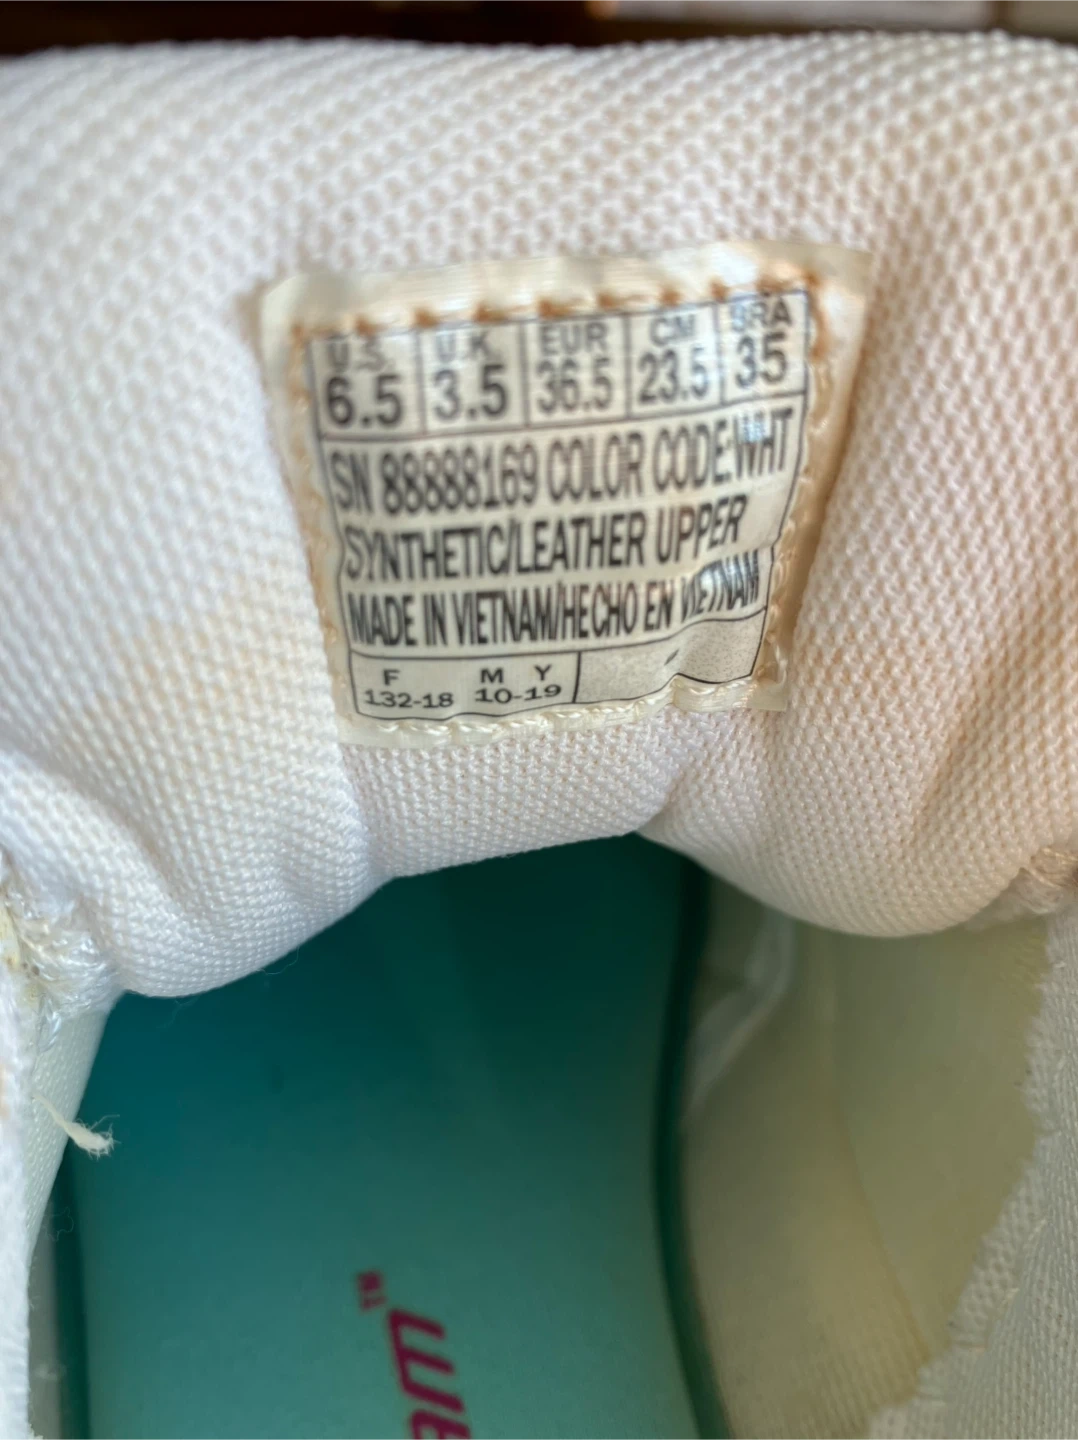 U.S. U.K. EUR CM BRA
6.5 3.5 36.5 23.5 35
SN 88888169 COLOR CODE:WHT
SYNTHETIC/LEATHER UPPER
MADE IN VIETNAM/HECHO EN VIETNAM
F M Y -
132-18 10-19
TM